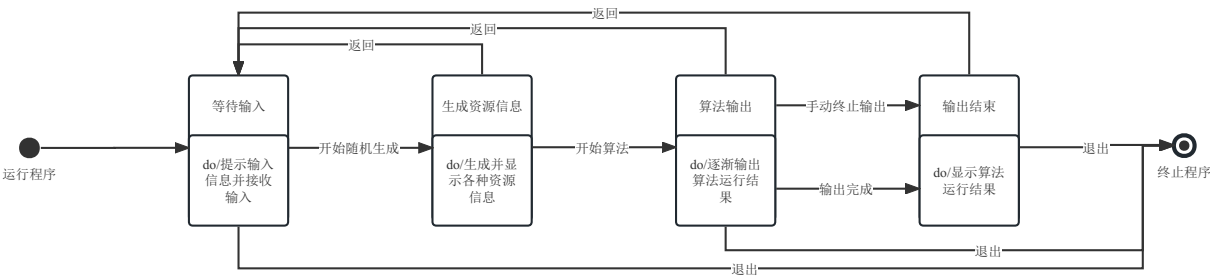 返回
返回
返回
等待输入
生成资源信息
算法输出
手动终止输出
输出结束
运行程序
do/提示输入
信息并接收
输入
开始随机生成
do/生成并显
示各种资源
信息
开始算法
do/逐渐输出
算法运行结
果
输出完成
do/显示算法
运行结果
退出
终止程序
退出
退出